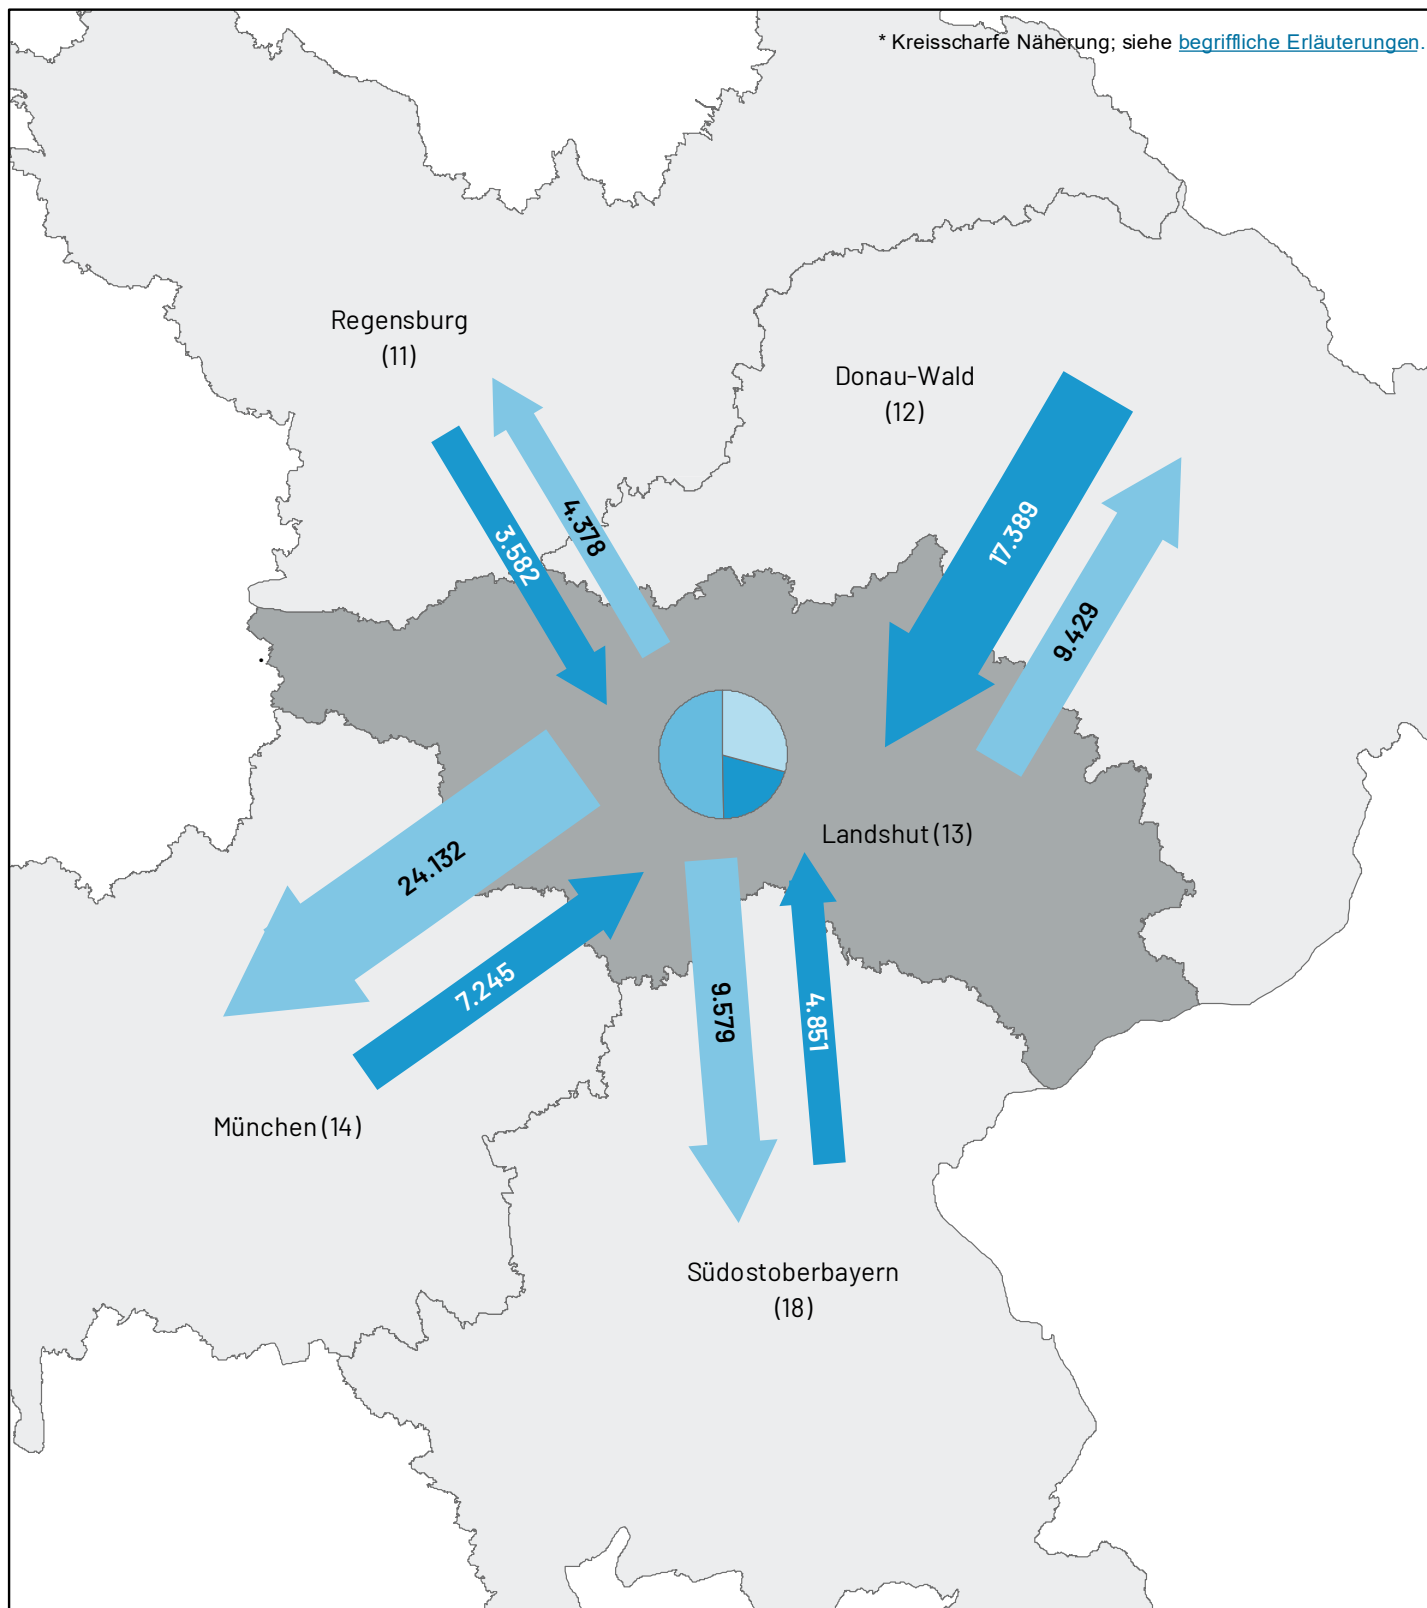 * Kreisscharfe Näherung; siehe begriffliche Erläuterungen.
Regensburg
(11)
Donau-Wald
(12)
4.378
3.582
17.389
9.429
Landshut (13)
24.132
7.245
9.579
4.851
München (14)
Südostoberbayern
(18)